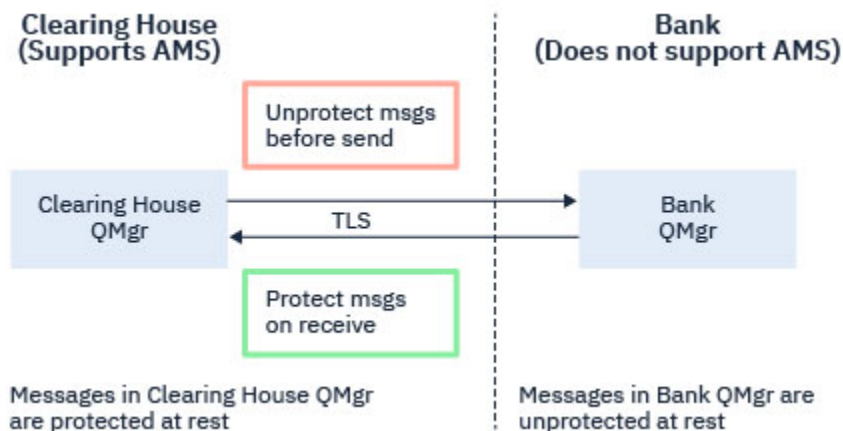 Clearing House
(Supports AMS)
Bank
(Does not support AMS)
Unprotect msgs
before send
Clearing House
QMgr
TLS
Bank
QMgr
Protect msgs
on receive
Messages in Clearing House QMgr
are protected at rest
Messages in Bank QMgr are
unprotected at rest